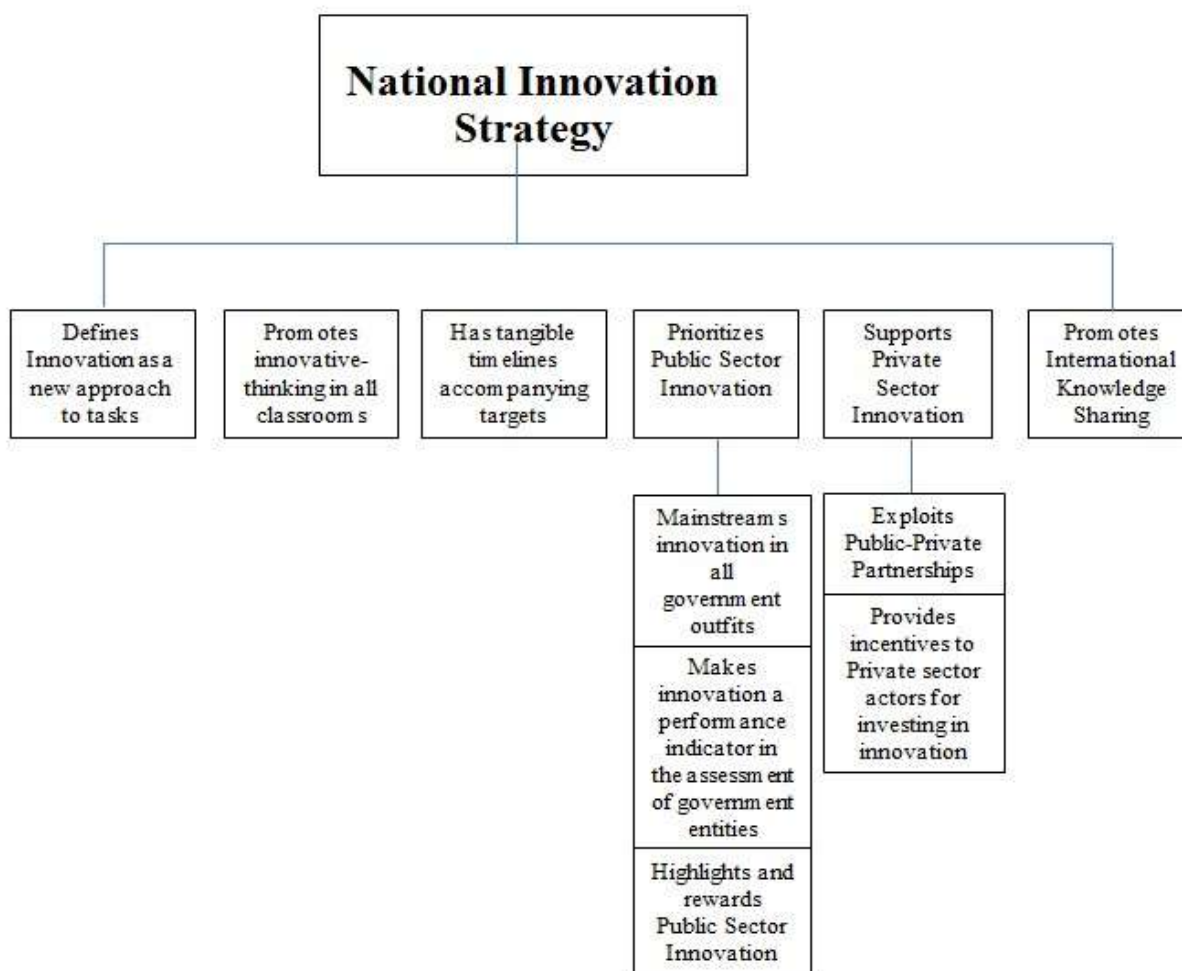 National Innovation
Strategy
Defines
Innovation as a
new approach
to tasks
Promotes
innovative-
thinking in all
classrooms
Has tangible
timelines
accompanying
targets
Prioritizes
Public Sector
Innovation
Supports
Private
Sector
Innovation
Promotes
International
Knowledge
Sharing
Mainstreams
innovation in
all
government
outfits
Makes
innovation a
performance
indicator in
the assessment
of government
entities
Highlights and
rewards
Public Sector
Innovation
Exploits
Public-Private
Partnerships
Provides
incentives to
Private sector
actors for
investing in
innovation